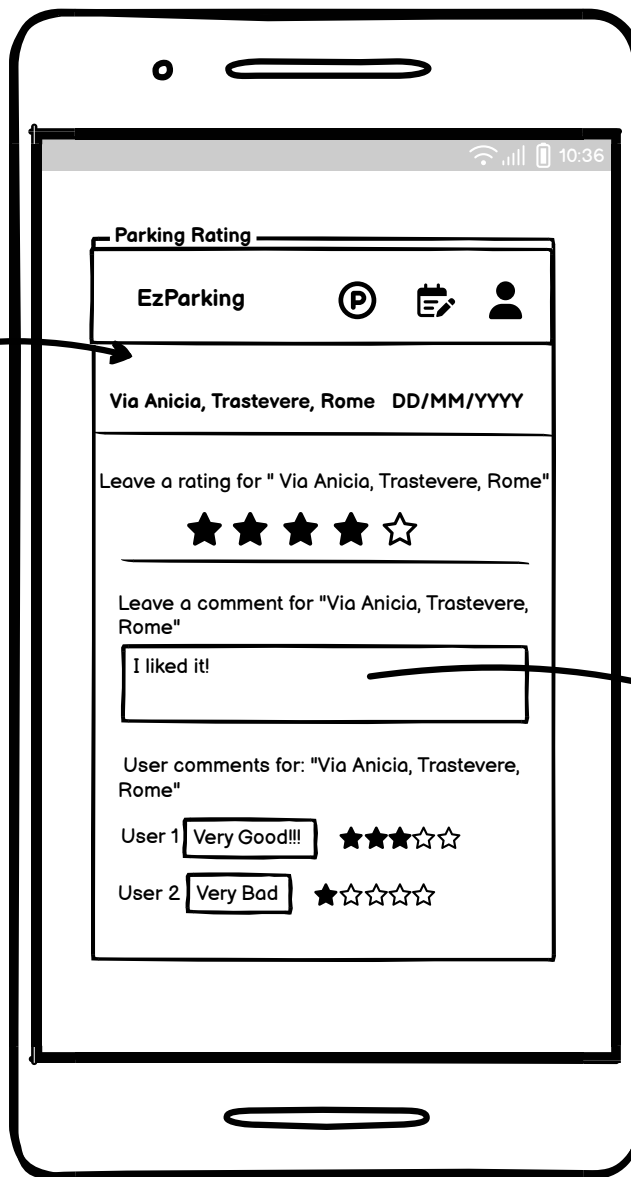 10:36
Parking Rating
EzParking
Via Anicia, Trastevere, Rome DD/MM/YYYY
Leave a rating for " Via Anicia, Trastevere, Rome"
Leave a comment for "Via Anicia, Trastevere,
Rome"
I liked it!
User comments for: "Via Anicia, Trastevere,
Rome"
User 1 Very Good!!!
User 2 Very Bad